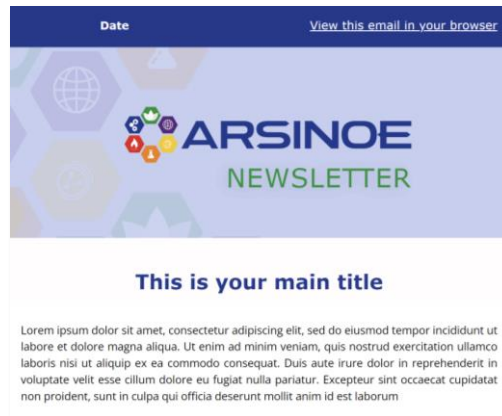 Date
View this email in your browser
ARSINOE
NEWSLETTER
This is your main title
Lorem ipsum dolor sit amet, consectetur adipiscing elit, sed do eiusmod tempor incididunt ut
labore et dolore magna aliqua. Ut enim ad minim veniam, quis nostrud exercitation ullamco
laboris nisi ut aliquip ex ea commodo consequat. Duis aute irure dolor in reprehenderit in
voluptate velit esse cillum dolore eu fugiat nulla pariatur. Excepteur sint occaecat cupidatat
non proident, sunt in culpa qui officia deserunt mollit anim id est laborum